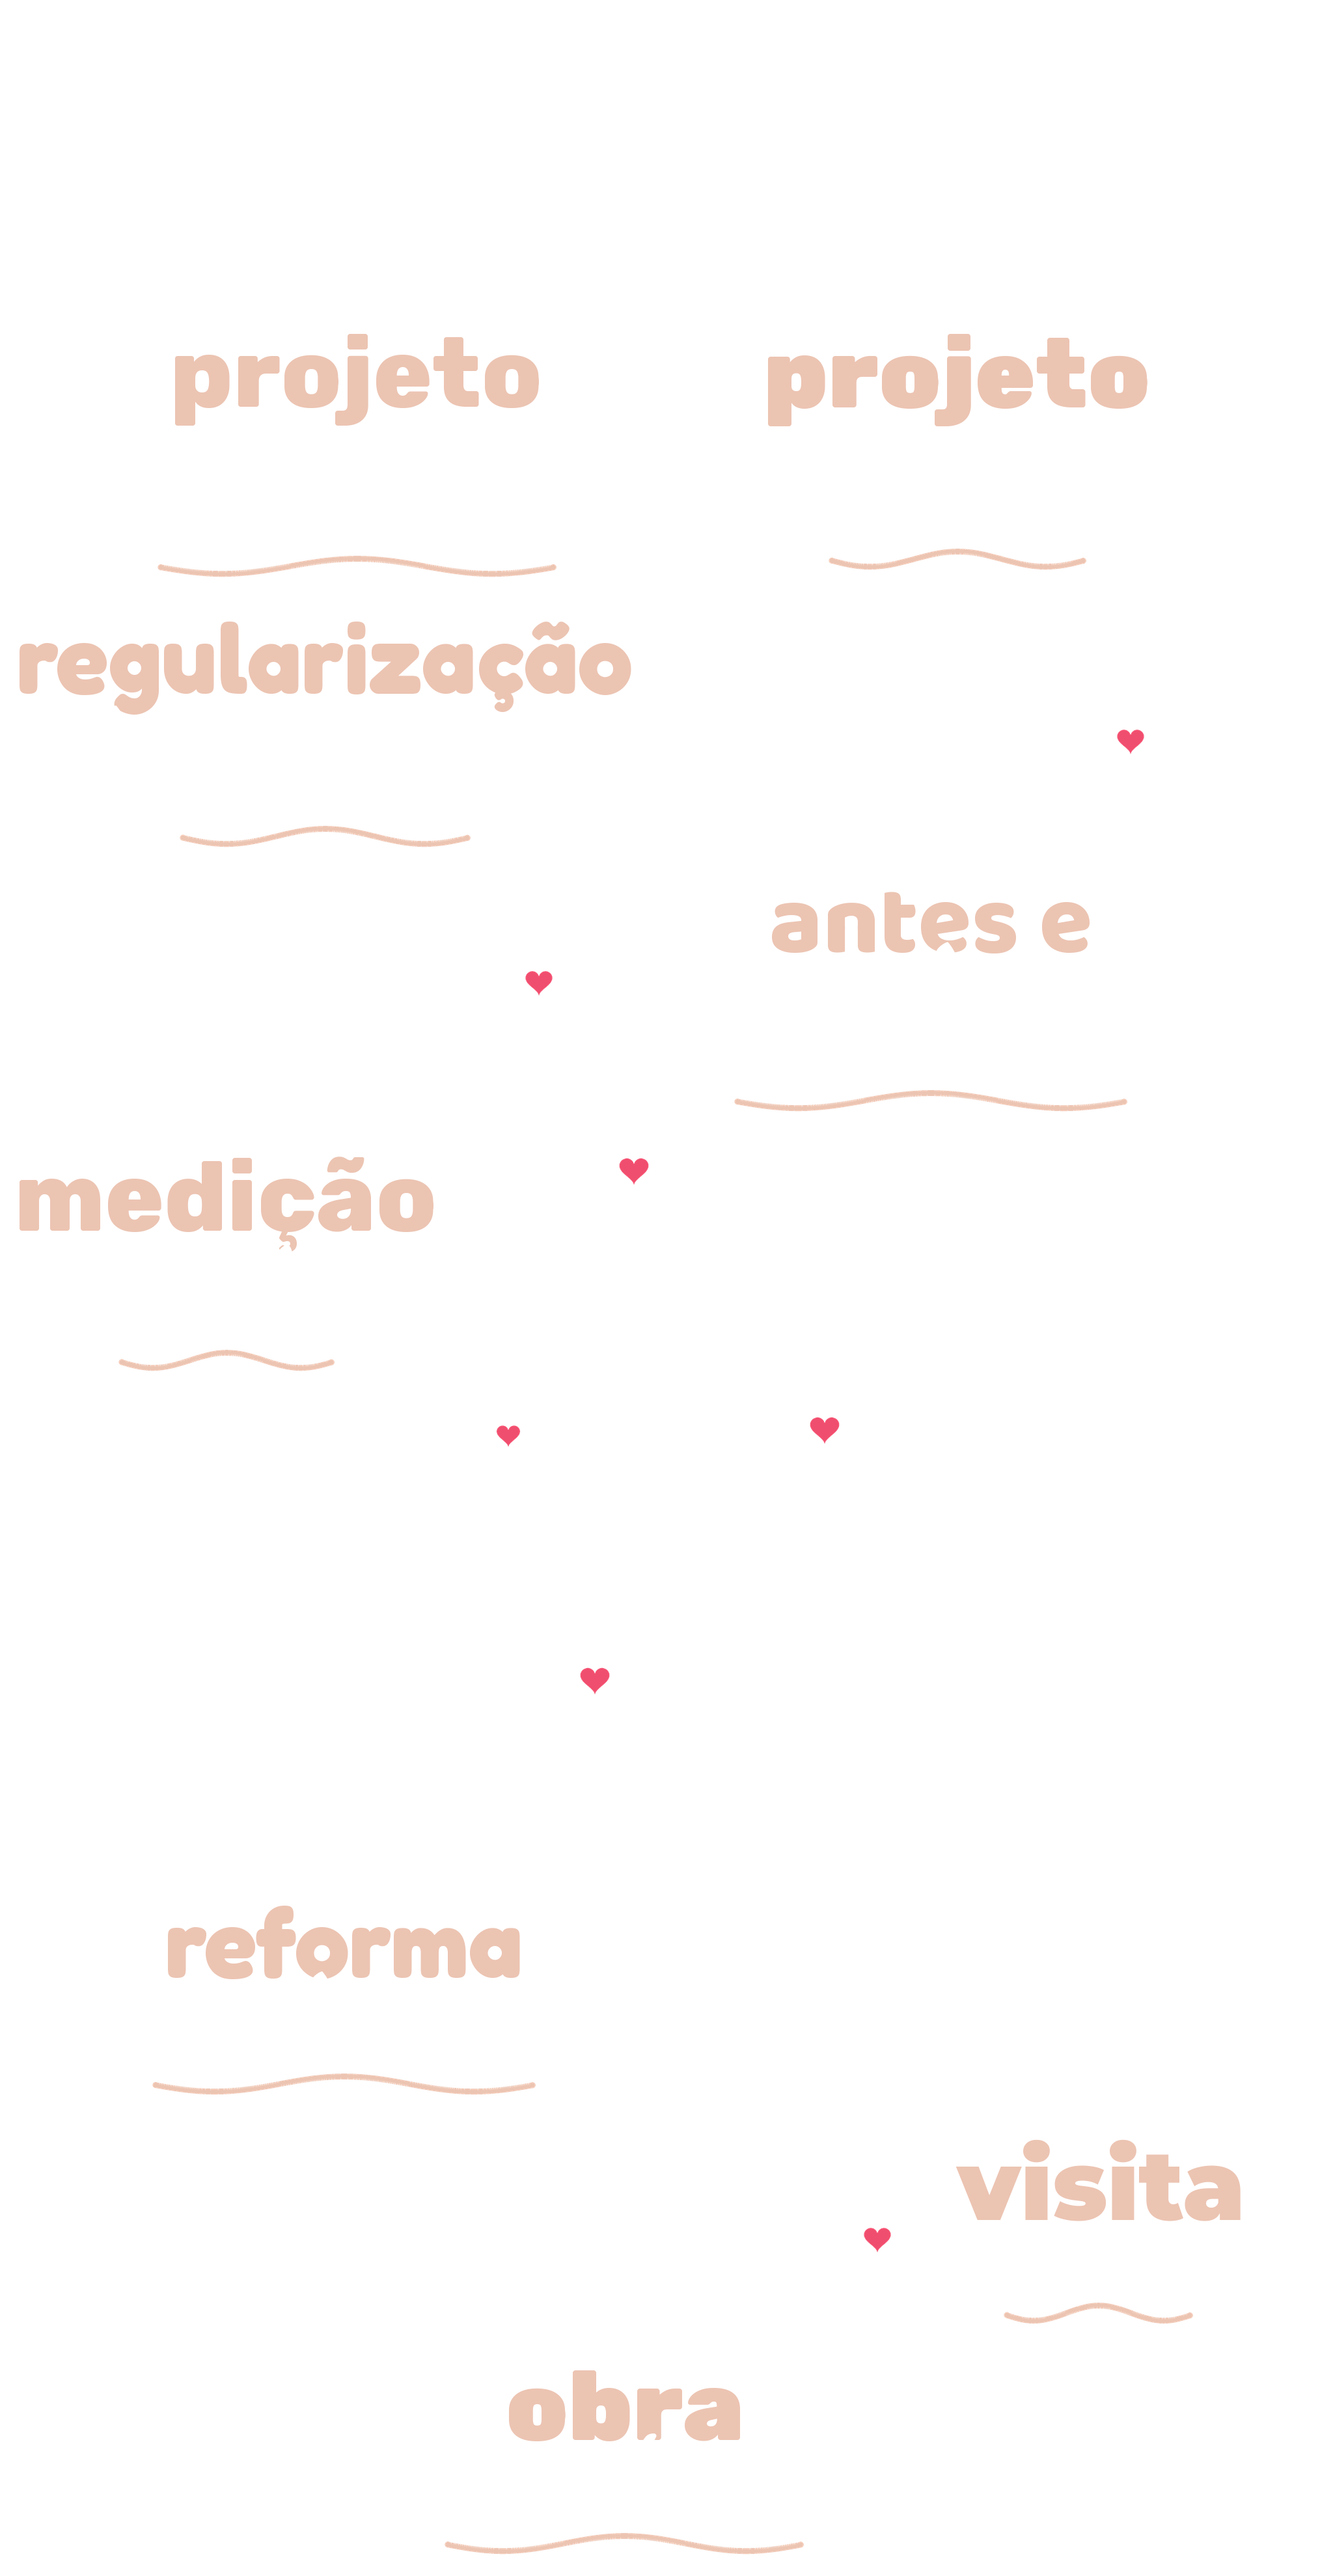 projeto projeto
regularização
antes e
medição
reforma
visita
obra